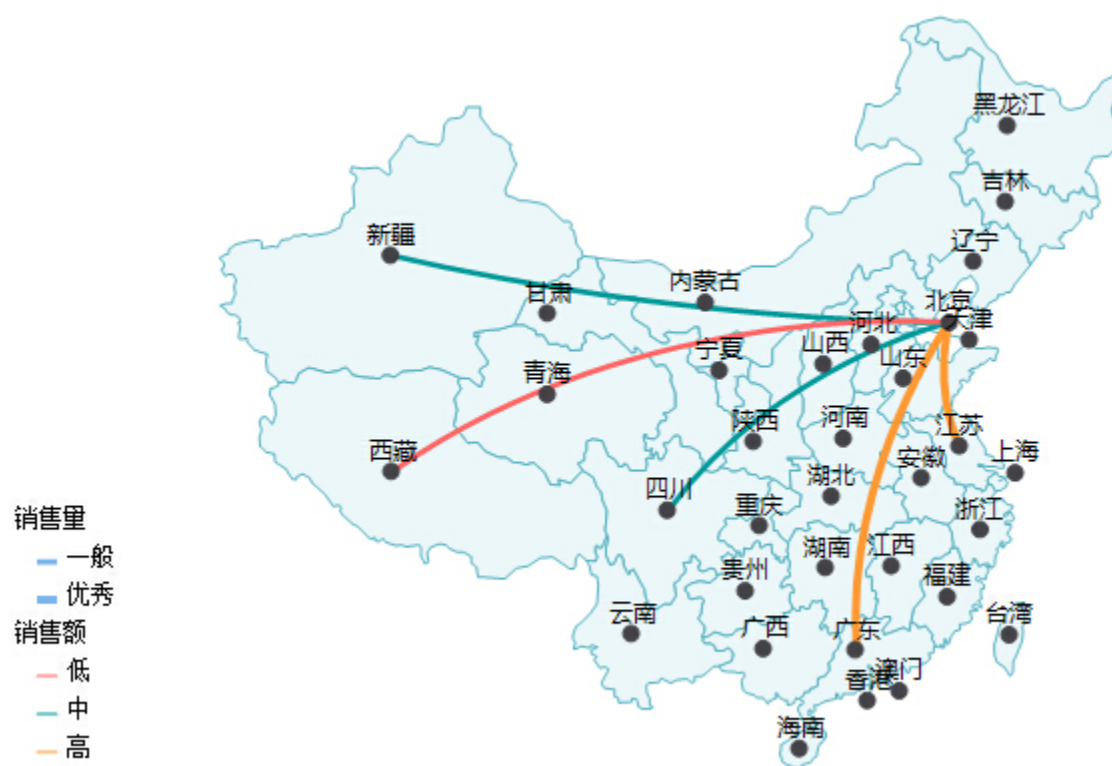 黑龙江
吉林
辽宁
新疆
内蒙古
甘肃
北京
天津
河北
山西
宁夏
山东
青海
陕西
河南
江苏
西藏
安徽
上海
四川
湖北
重庆
浙江
湖南
江西
贵州
福建
云南
广西
广东
台湾
澳门
香港
海南
销售量
一般
优秀
销售额
低
中
高